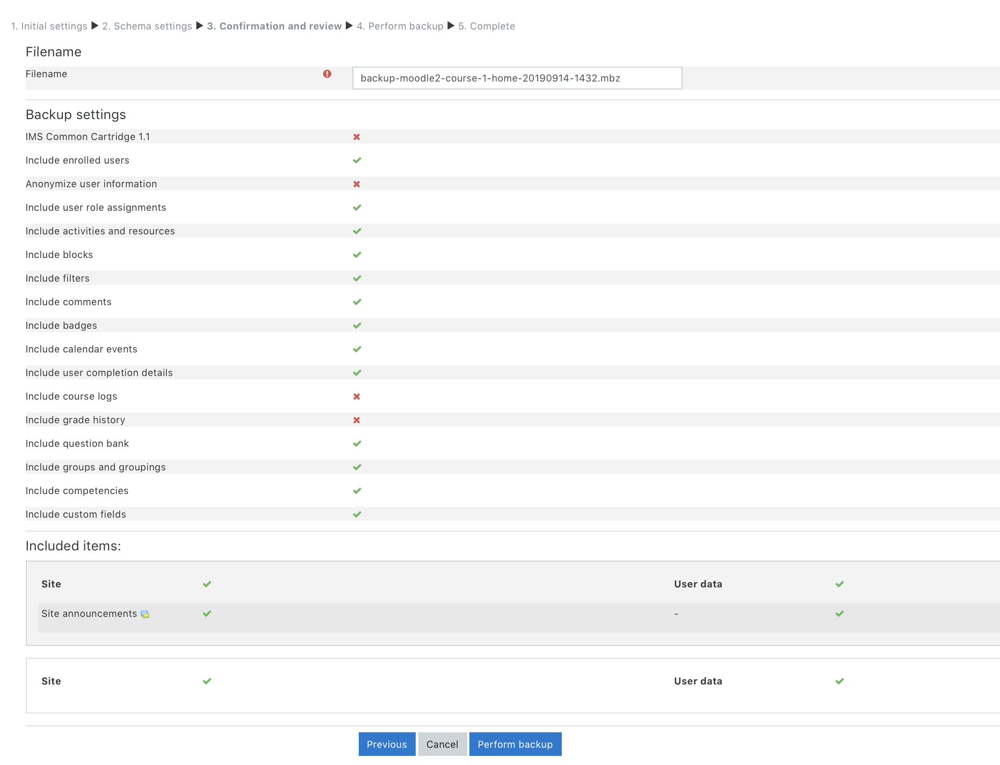 1. Initial settings ► 2. Schema settings ► 3. Confirmation and review ► 4. Perform backup ► 5. Complete
Filename
Filename
backup-moodle2-course-1-home-20190914-1432.mbz
Backup settings
IMS Common Cartridge 1.1
Include enrolled users
Anonymize user information
Include user role assignments
Include activities and resources
Include blocks
Include filters
Include comments
Include badges
Include calendar events
Include user completion details
Include course logs
Include grade history
Include question bank
Include groups and groupings
Include competencies
Include custom fields
Included items:
Site User data
Site announcements -
Site User data
Previous Cancel Perform backup